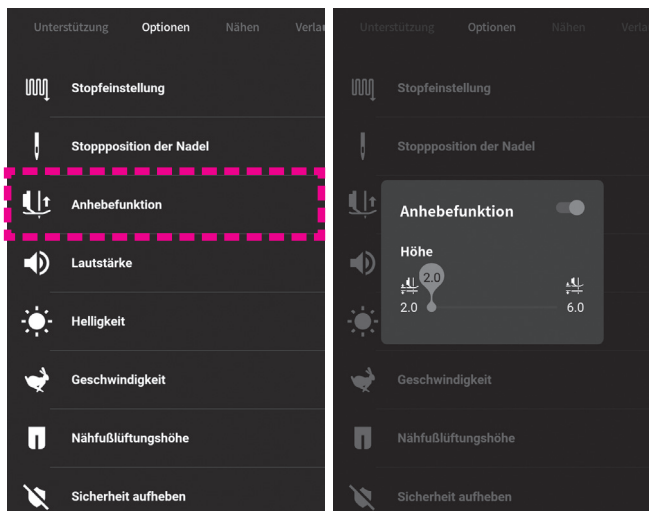 Unterstützung Optionen Nähen Verla
Stopfeinstellung
Stoppposition der Nadel
Anhebefunktion
Lautstärke
Helligkeit
Geschwindigkeit
Nähfußlüftungshöhe
Sicherheit aufheben
Unterstützung Optionen Nähen Verla
Stopfeinstellung
Stoppposition der Nadel
Anhebefunktion
Höhe
2.0
2.0 6.0
Geschwindigkeit
Nähfußlüftungshöhe
Sicherheit aufheben